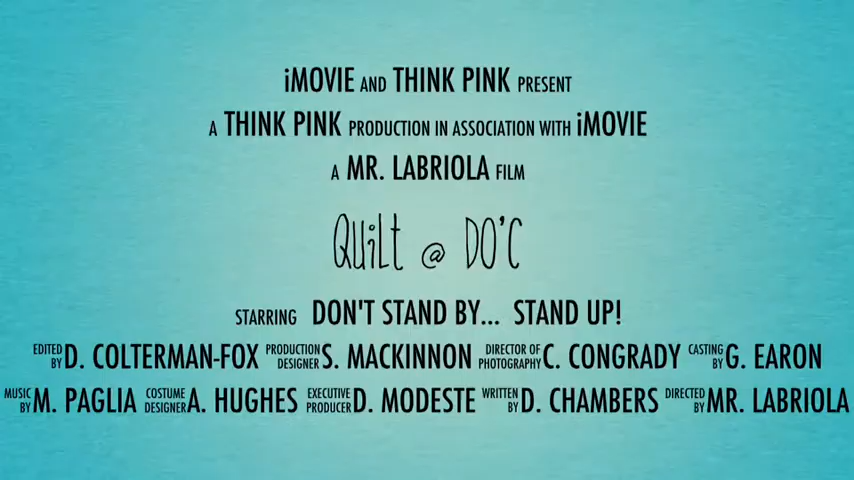 iMOVIE AND THINK PINK PRESENT
A THINK PINK PRODUCTION IN ASSOCIATION WITH iMOVIE
A MR. LABRIOLA FILM
QUiLt @ DO'C
STARRING DON'T STAND BY... STAND UP!
EDITED BY D. COLTERMAN-FOX PRODUCTION DESIGNER S. MACKINNON DIRECTOR OF PHOTOGRAPHY C. CONGRADY CASTING BY G. EARON
MUSIC BY M. PAGLIA COSTUME DESIGNER A. HUGHES EXECUTIVE PRODUCER D. MODESTE WRITTEN BY D. CHAMBERS DIRECTED BY MR. LABRIOLA